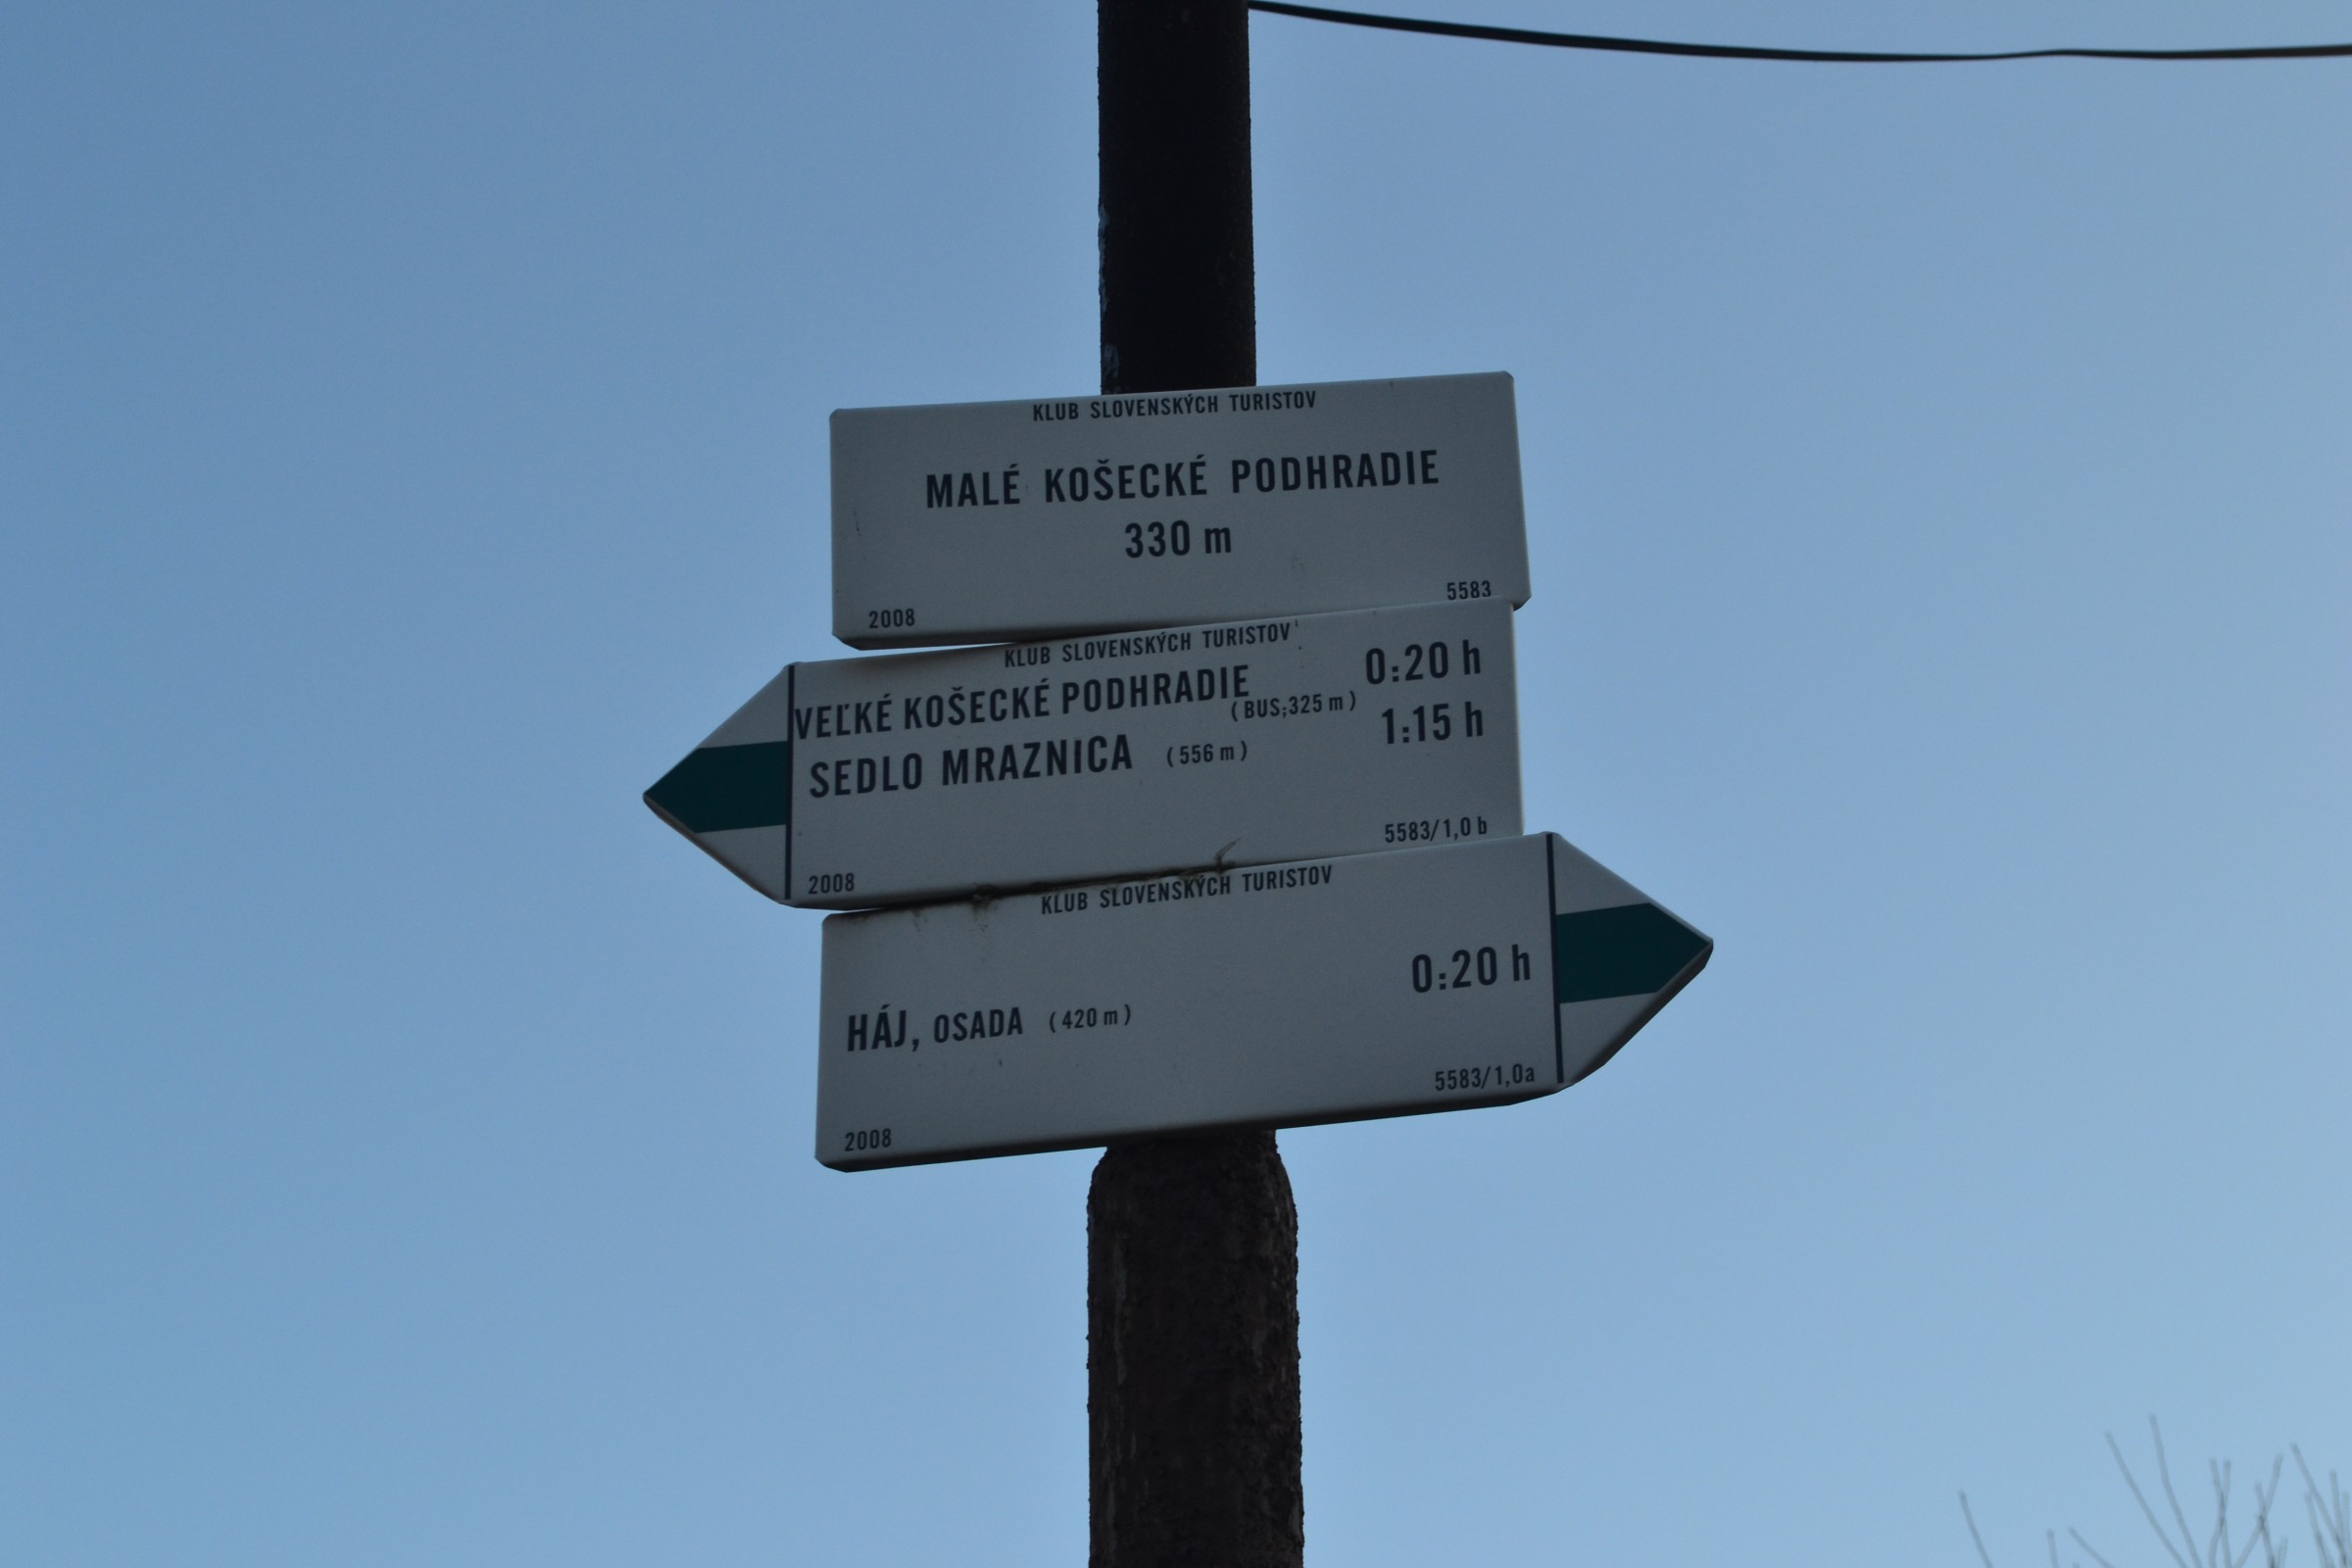 KLUB SLOVENSKÝCH TURISTOV
MALÉ KOŠECKÉ PODHRADIE
330 m
2008 5583
KLUB SLOVENSKÝCH TURISTOV
VEĽKÉ KOŠECKÉ PODHRADIE (BUS;325 m) 0:20 h
SEDLO MRAZNICA (556 m) 1:15 h
2008 5583/1,0 b
KLUB SLOVENSKÝCH TURISTOV
HÁJ, OSADA (420 m) 0:20 h
2008 5583/1,0a